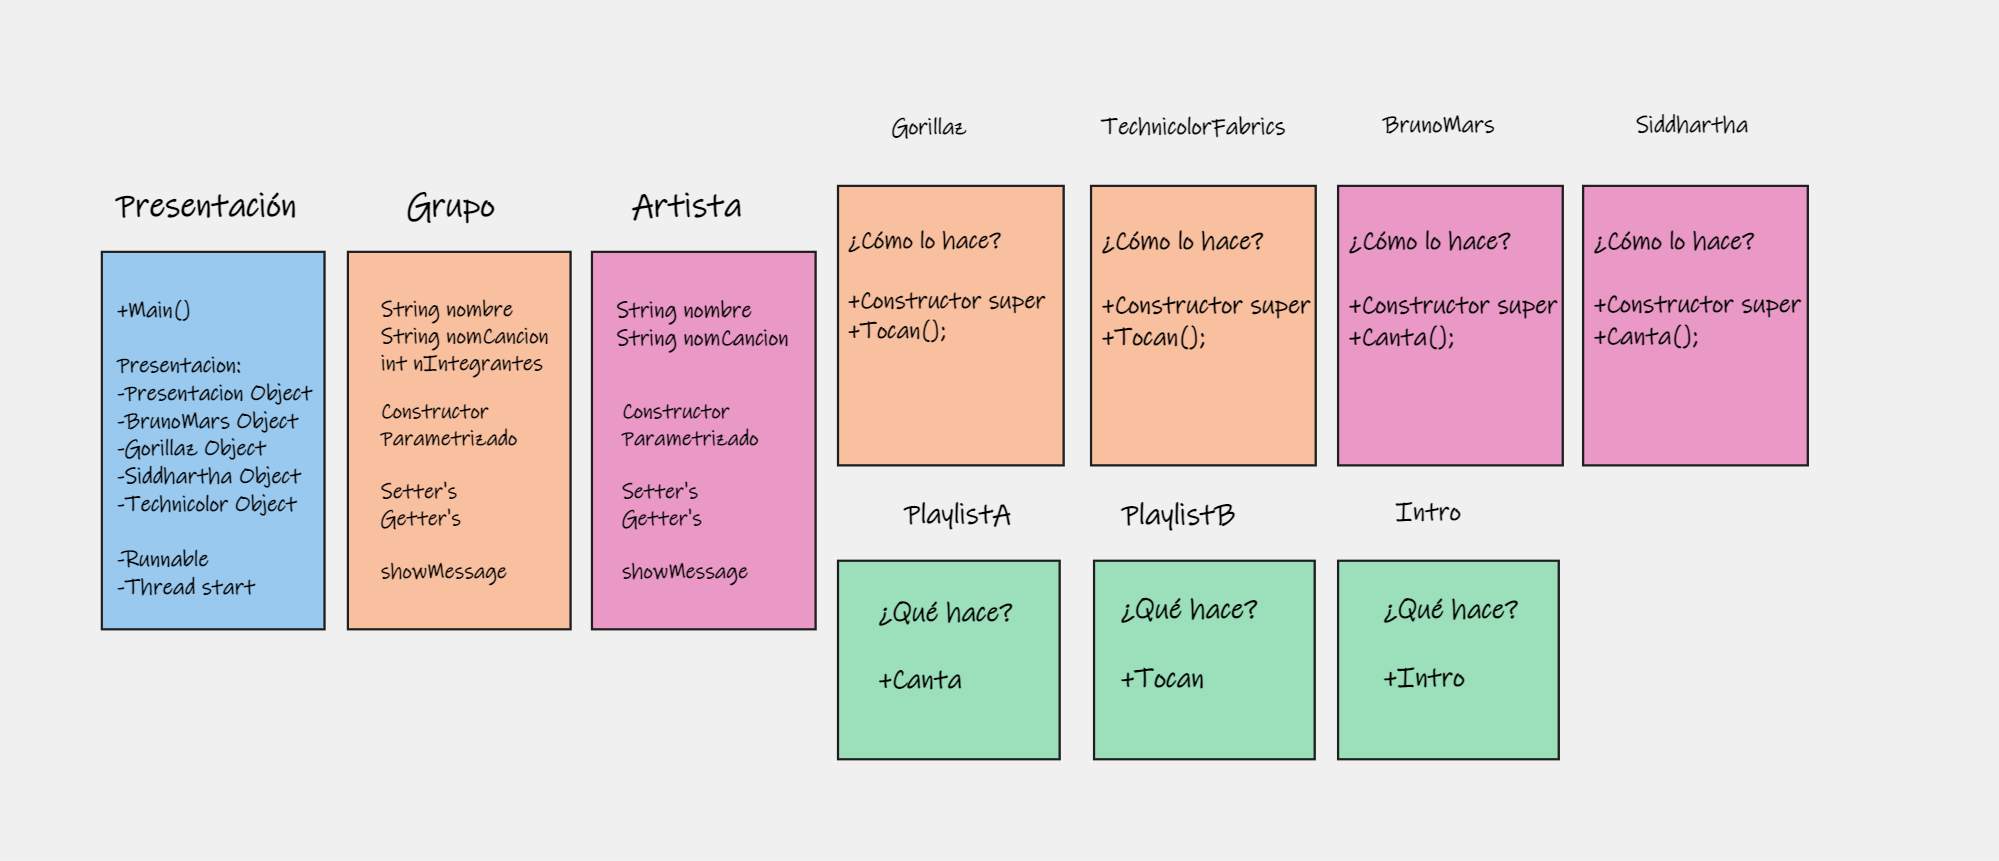 Presentación
+Main()
Presentacion:
-Presentacion Object
-BrunoMars Object
-Gorillaz Object
-Siddhartha Object
-Technicolor Object
-Runnable
-Thread start
Grupo
String nombre
String nomCancion
int nIntegrantes
Constructor
Parametrizado
Setter's
Getter's
showMessage
Artista
String nombre
String nomCancion
Constructor
Parametrizado
Setter's
Getter's
showMessage
Gorillaz
¿Cómo lo hace?
+Constructor super
+Tocan();
TechnicolorFabrics
¿Cómo lo hace?
+Constructor super
+Tocan();
BrunoMars
¿Cómo lo hace?
+Constructor super
+Canta();
Siddhartha
¿Cómo lo hace?
+Constructor super
+Canta();
PlaylistA
¿Qué hace?
+Canta
PlaylistB
¿Qué hace?
+Tocan
Intro
¿Qué hace?
+Intro